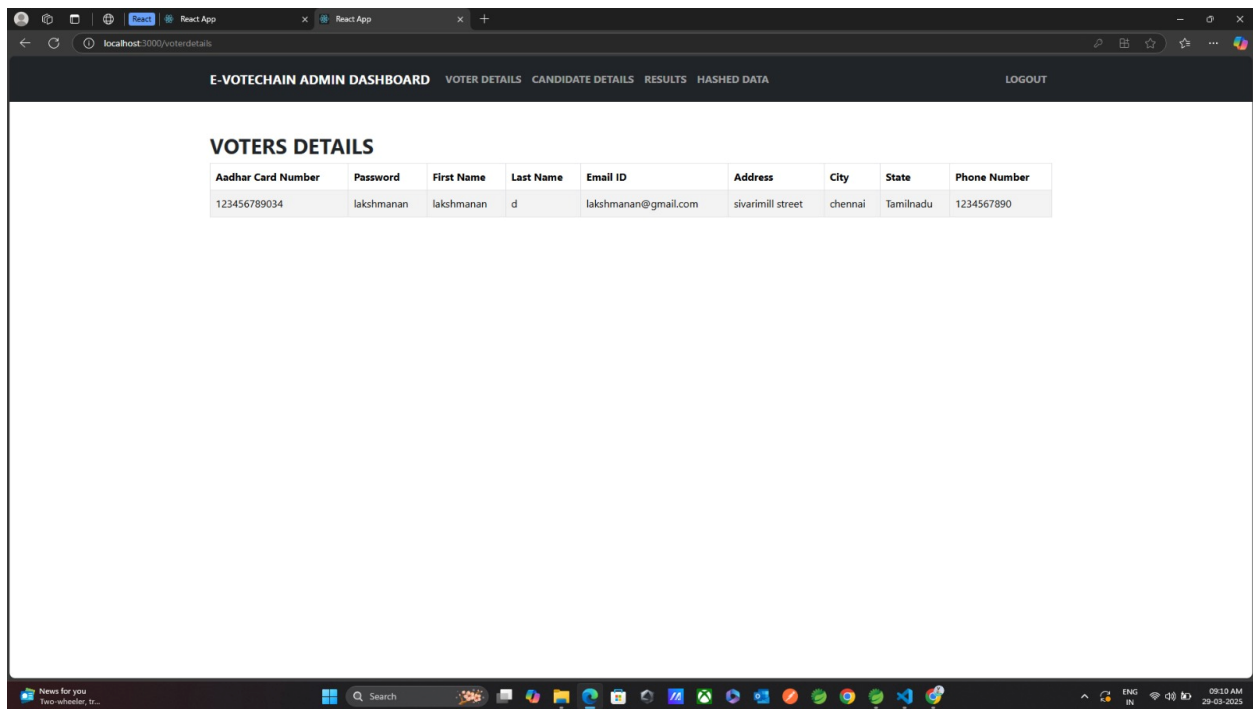 React React App React App
localhost:3000/voterdetails
E-VOTECHAIN ADMIN DASHBOARD VOTER DETAILS CANDIDATE DETAILS RESULTS HASHED DATA LOGOUT
VOTERS DETAILS
Aadhar Card Number Password First Name Last Name Email ID Address City State Phone Number
123456789034 lakshmanan lakshmanan d lakshmanan@gmail.com sivarimill street chennai Tamilnadu 1234567890
News for you
Two-wheeler, tr...
Search
ENG
IN
09:10 AM
29-03-2025